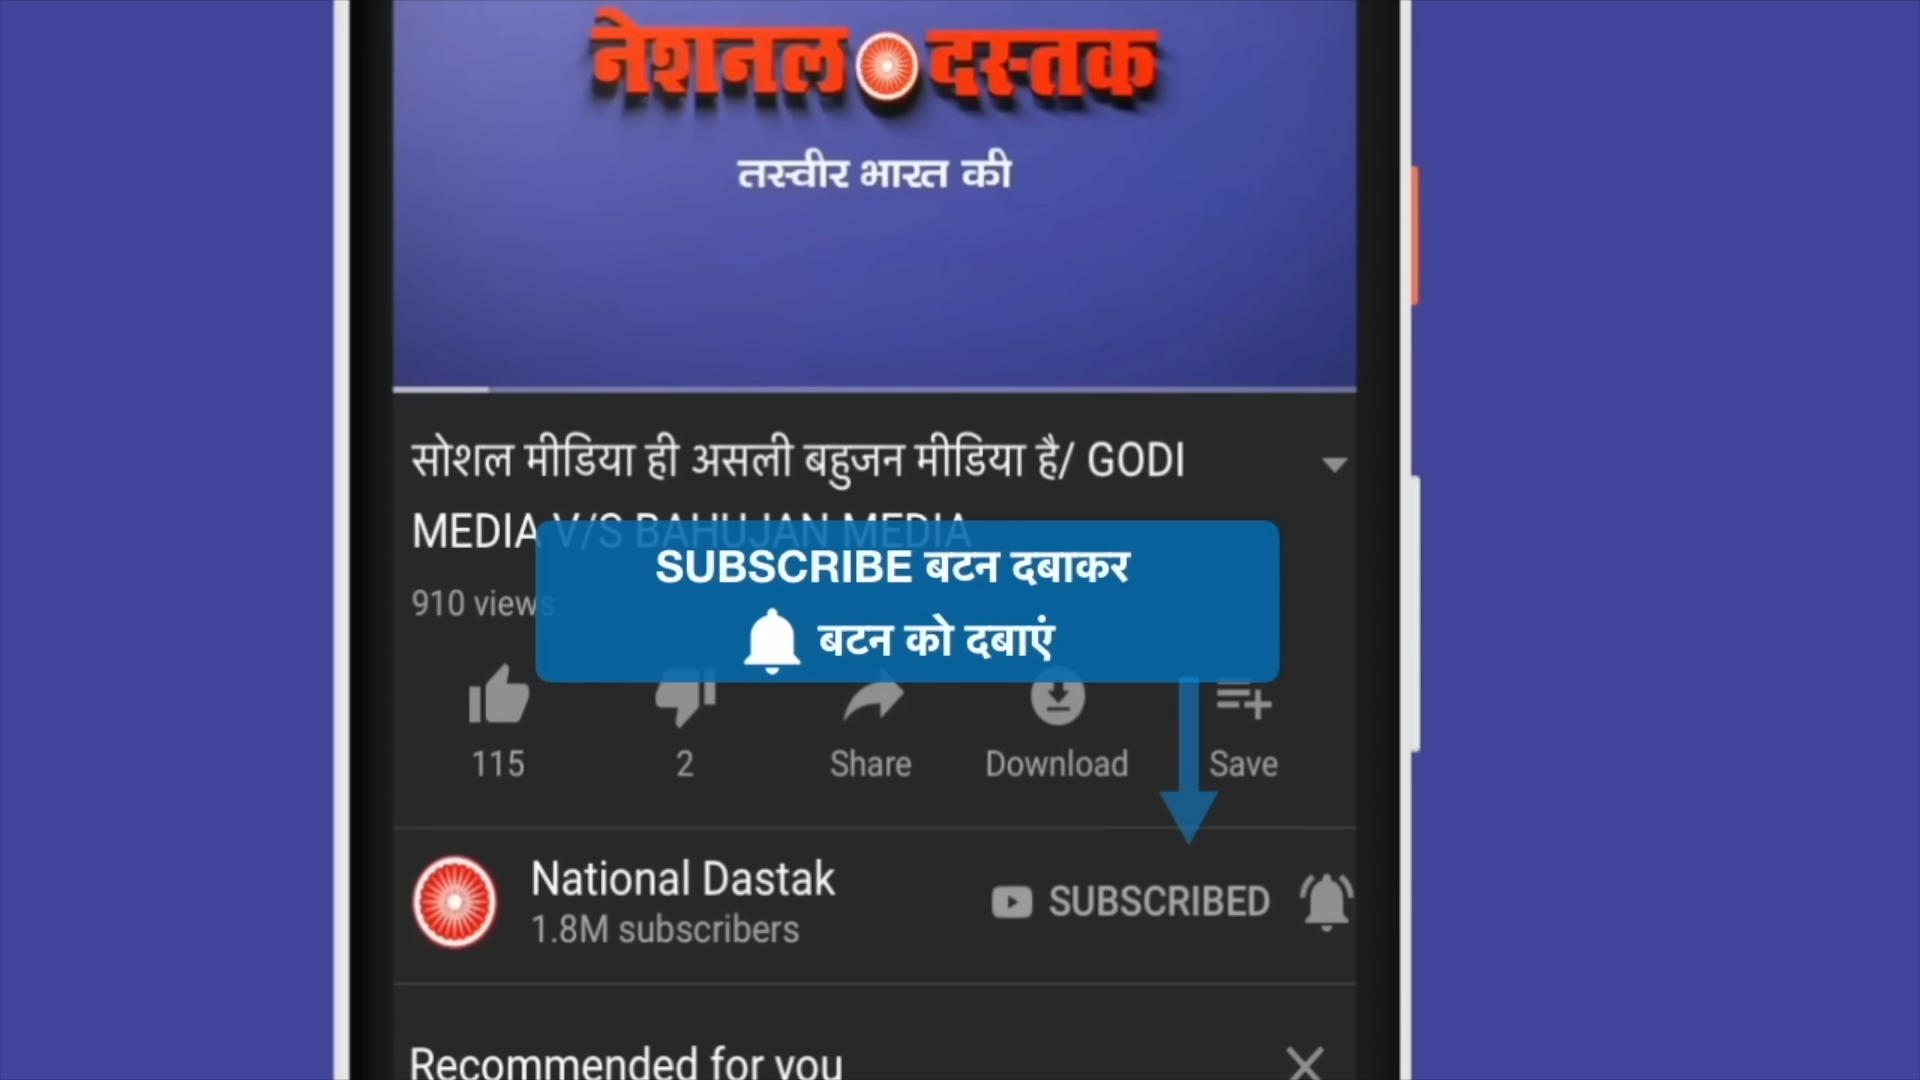 नेशनल दस्तक
तस्वीर भारत की
सोशल मीडिया ही असली बहुजन मीडिया है/ GODI
MEDIA V/S BAHUJAN MEDIA
SUBSCRIBE बटन दबाकर
बटन को दबाएं
910 views
115
2
Share
Download
Save
National Dastak
1.8M subscribers
SUBSCRIBED
Recommended for you